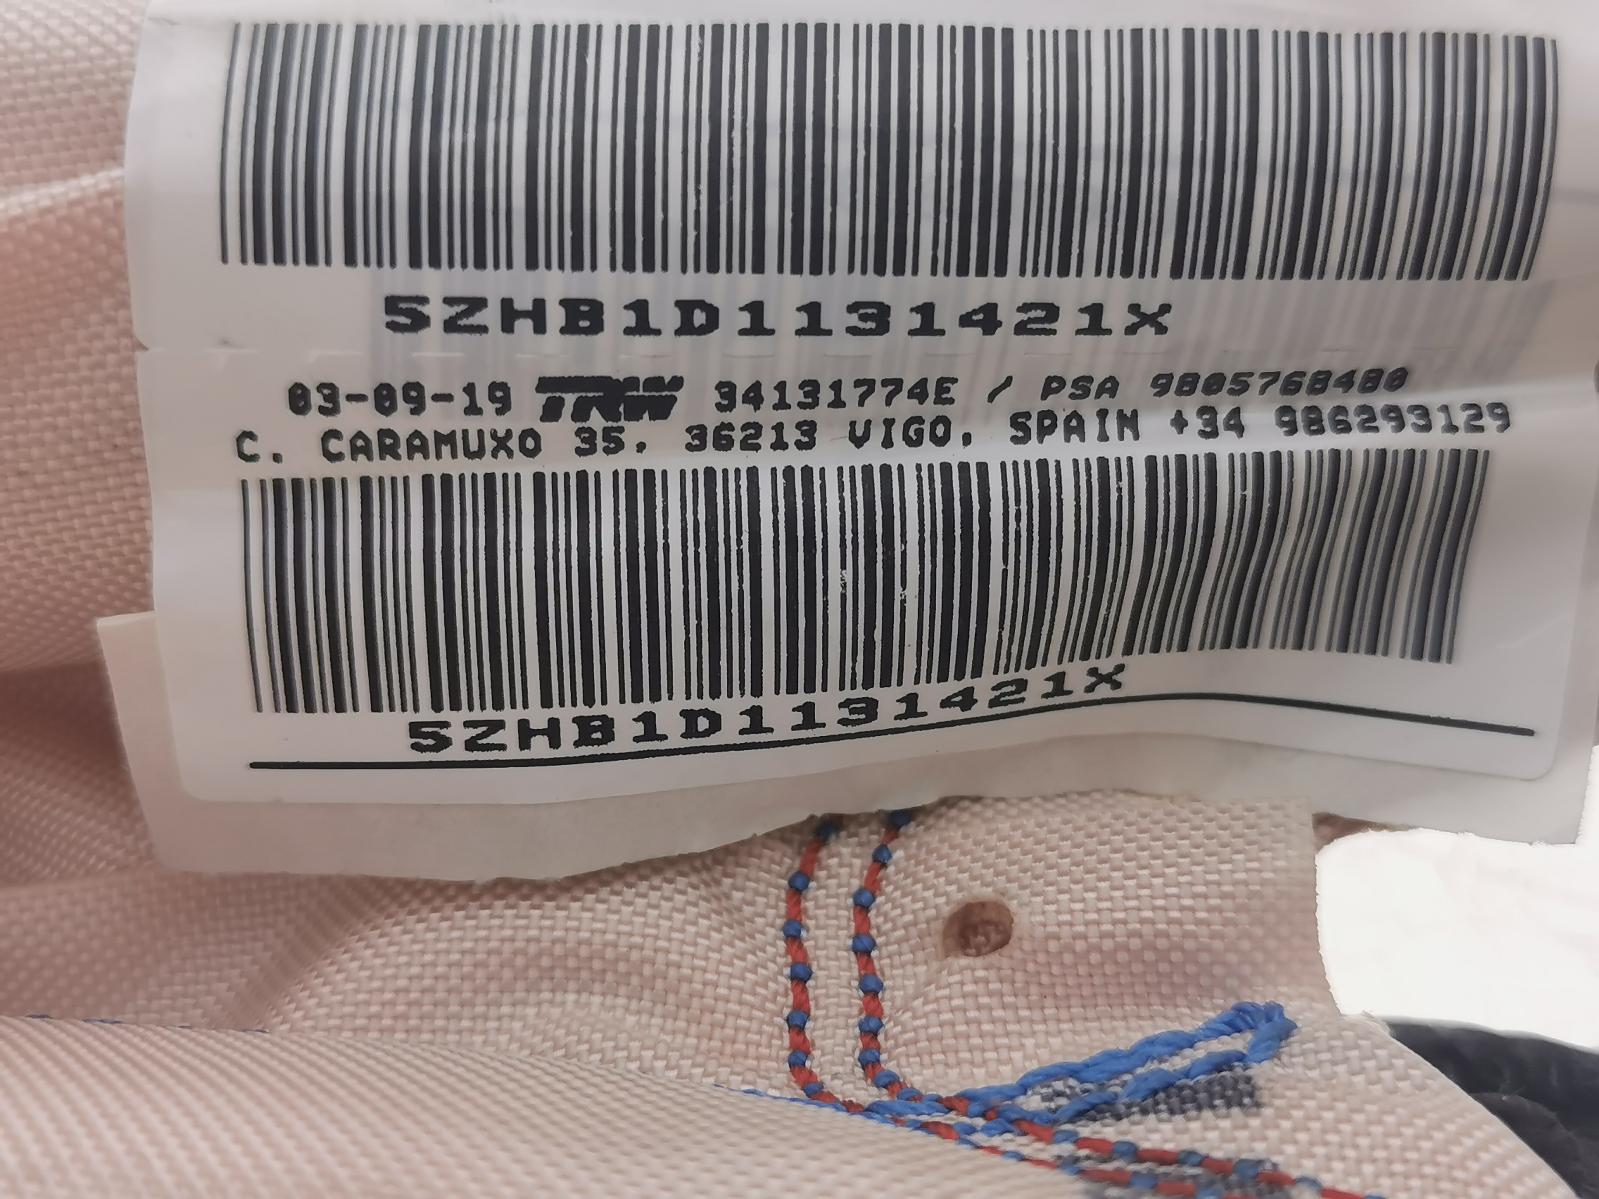 5ZHB1D1131421X
03-09-19 TRW 34131774E / PSA 9805768480
C. CARAMUXO 35, 36213 VIGO, SPAIN +34 986293129
5ZHB1D1131421X